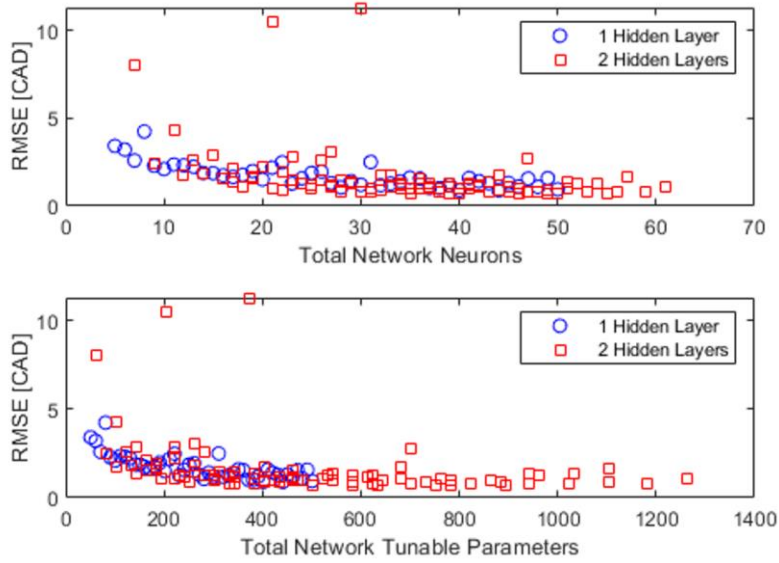 10
5
0
RMSE [CAD]
1 Hidden Layer
2 Hidden Layers
0 10 20 30 40 50 60 70
Total Network Neurons
10
5
0
RMSE [CAD]
1 Hidden Layer
2 Hidden Layers
0 200 400 600 800 1000 1200 1400
Total Network Tunable Parameters